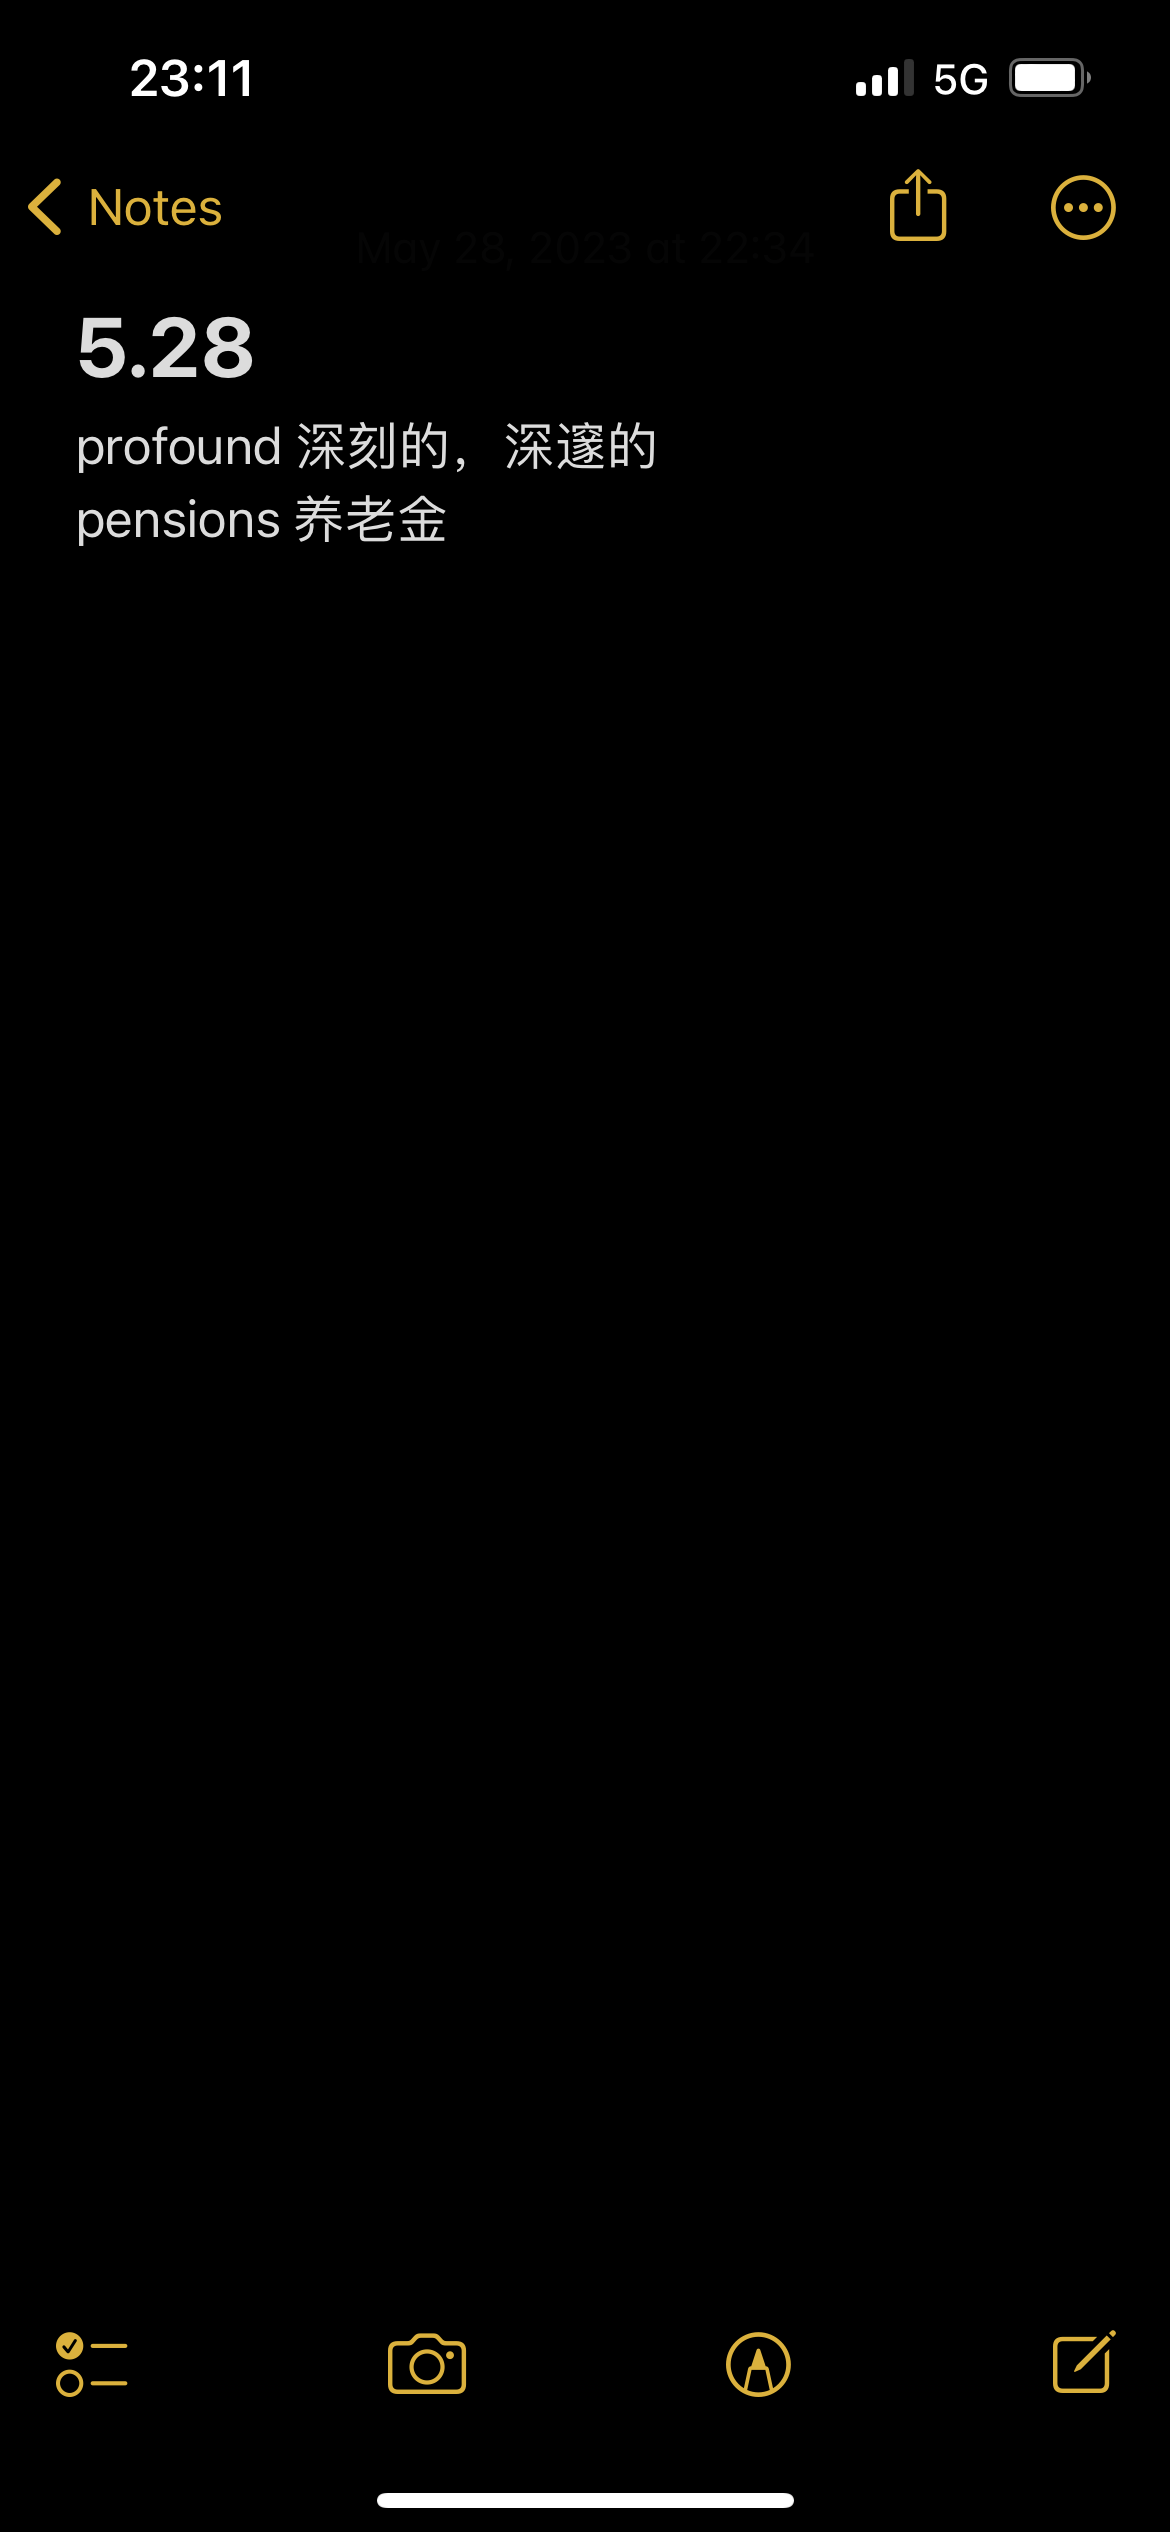 23:11 5G
Notes
May 28, 2023 at 22:34
5.28
profound 深刻的，深邃的
pensions 养老金